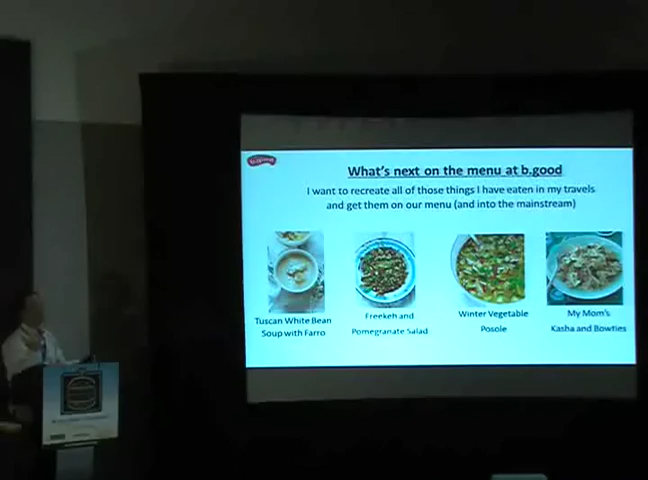 b.good
What's next on the menu at b.good
I want to recreate all of those things I have eaten in my travels
and get them on our menu (and into the mainstream)
Tuscan White Bean
Soup with Farro
Freekeh and
Pomegranate Salad
Winter Vegetable
Posole
My Mom's
Kasha and Bowties